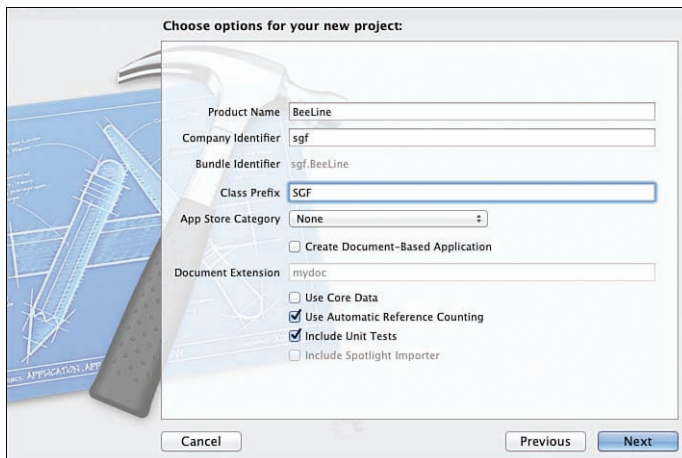 Choose options for your new project:
Product Name BeeLine
Company Identifier sgf
Bundle Identifier sgf.BeeLine
Class Prefix SGF
App Store Category None
Create Document-Based Application
Document Extension mydoc
Use Core Data
Use Automatic Reference Counting
Include Unit Tests
Include Spotlight Importer
APPLICATION.APP
Cancel Previous Next